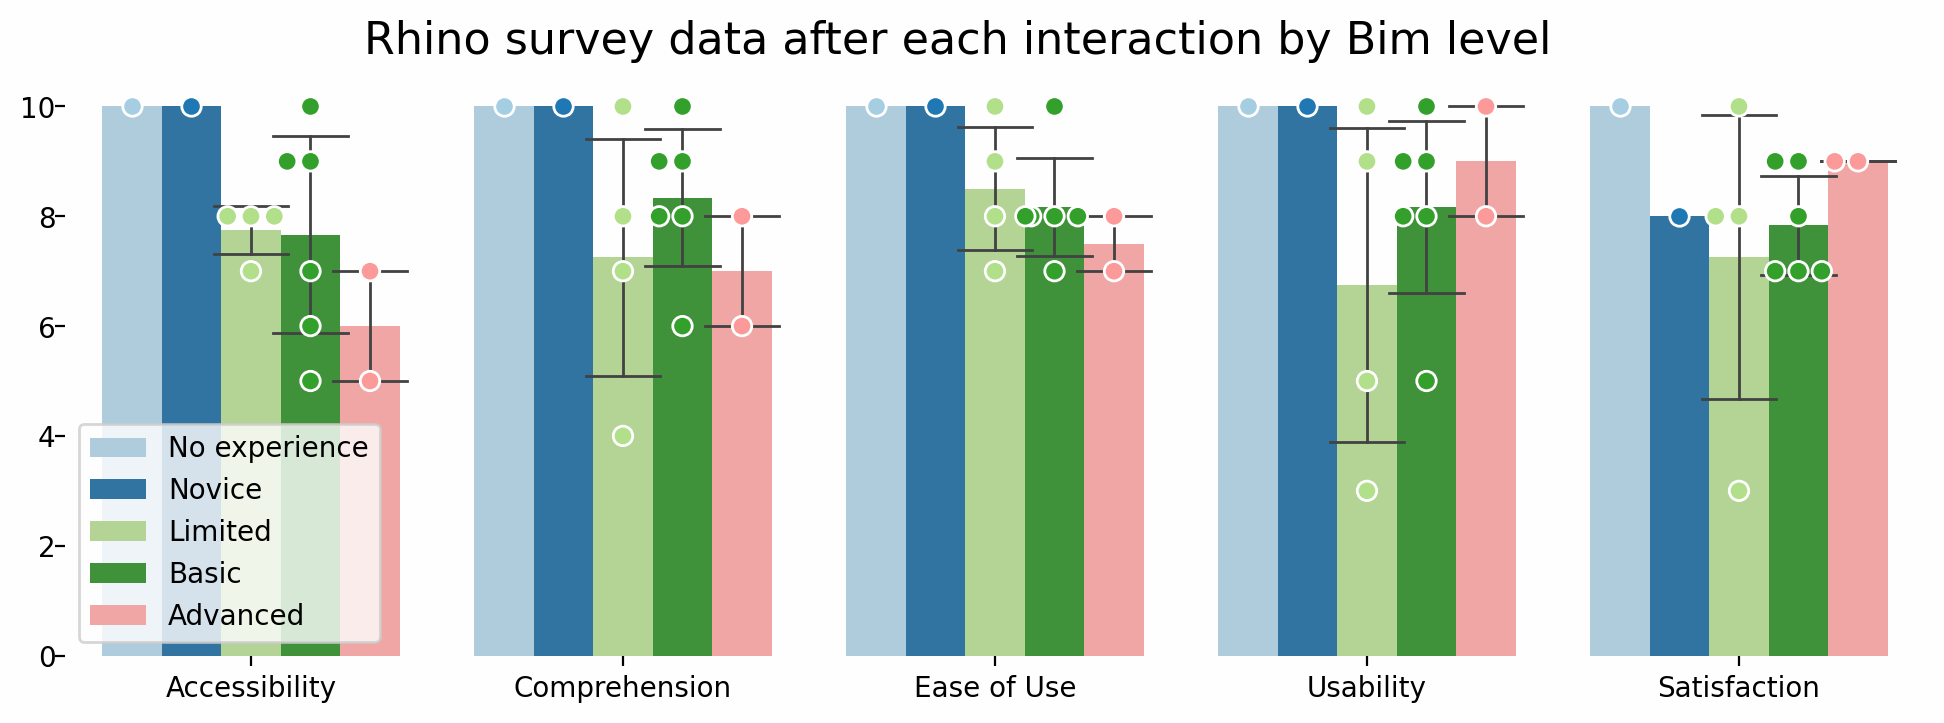 Rhino survey data after each interaction by Bim level
10
8
6
4
2
0
No experience
Novice
Limited
Basic
Advanced
Accessibility
Comprehension
Ease of Use
Usability
Satisfaction